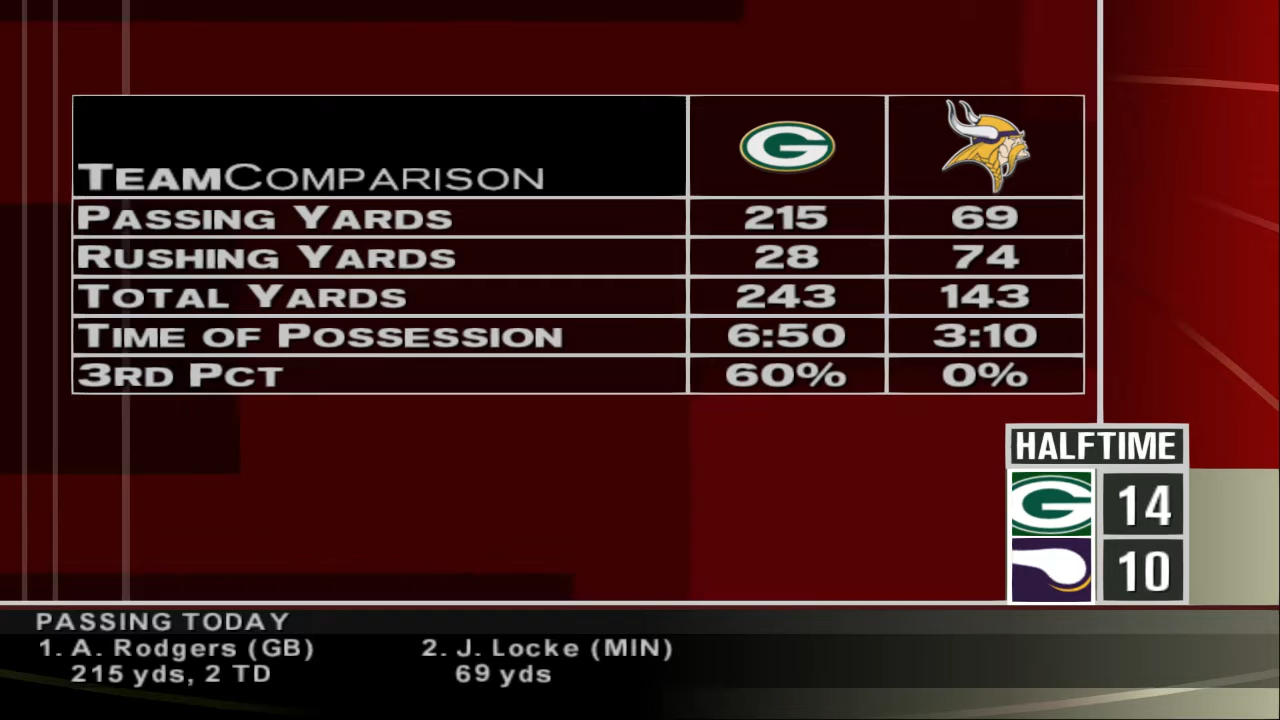 TEAMCOMPARISON
PASSING YARDS 215 69
RUSHING YARDS 28 74
TOTAL YARDS 243 143
TIME OF POSSESSION 6:50 3:10
3RD PCT 60% 0%
HALFTIME
G 14
10
PASSING TODAY
1. A. Rodgers (GB) 2. J. Locke (MIN)
215 yds, 2 TD 69 yds